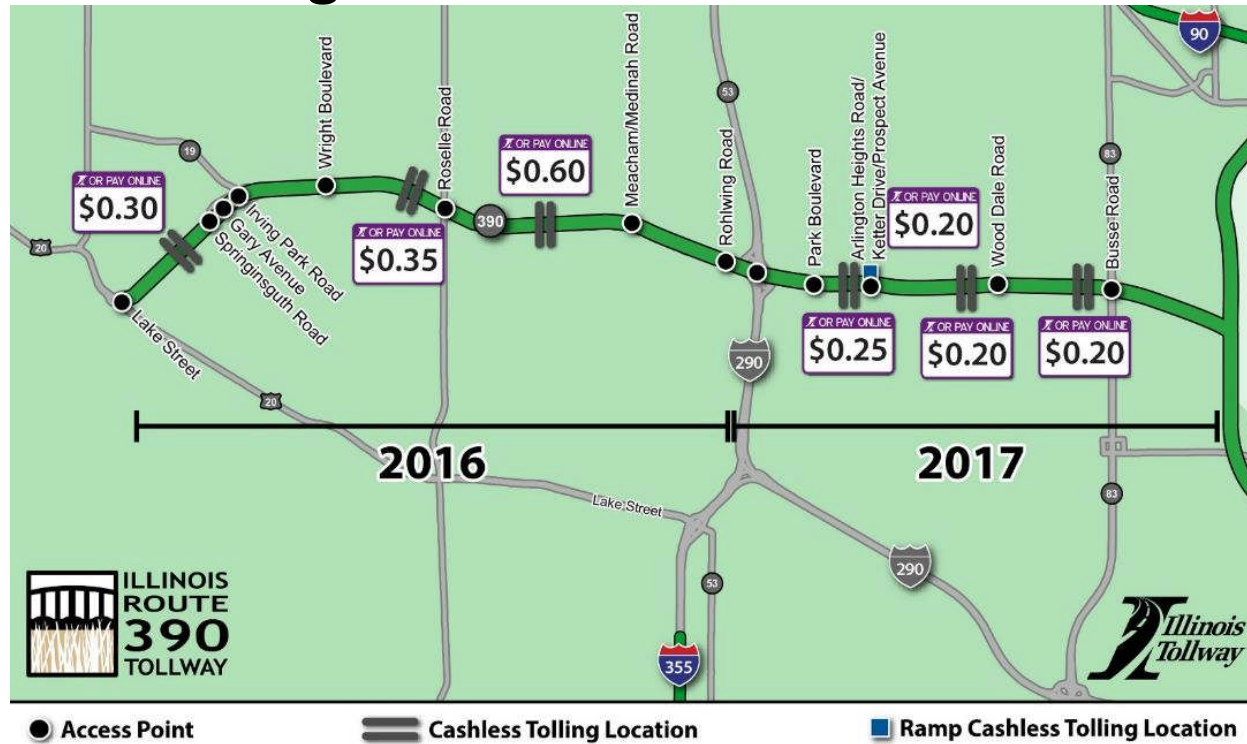 90
Wright Boulevard
Roselle Road
Meacham/Medinah Road
53
Rohlwing Road
Park Boulevard
Arlington Heights Road/
Ketter Drive/Prospect Avenue
Wood Dale Road
83
Busse Road
19
OR PAY ONLINE
$0.30
OR PAY ONLINE
$0.60
OR PAY ONLINE
$0.20
Irving Park Road
Gary Avenue
Springinsguth Road
390
OR PAY ONLINE
$0.35
20
Lake Street
OR PAY ONLINE
$0.25
OR PAY ONLINE
$0.20
OR PAY ONLINE
$0.20
290
20
2016
2017
Lake Street
83
290
53
355
ILLINOIS
ROUTE
390
TOLLWAY
Illinois
Tollway
Access Point
Cashless Tolling Location
Ramp Cashless Tolling Location